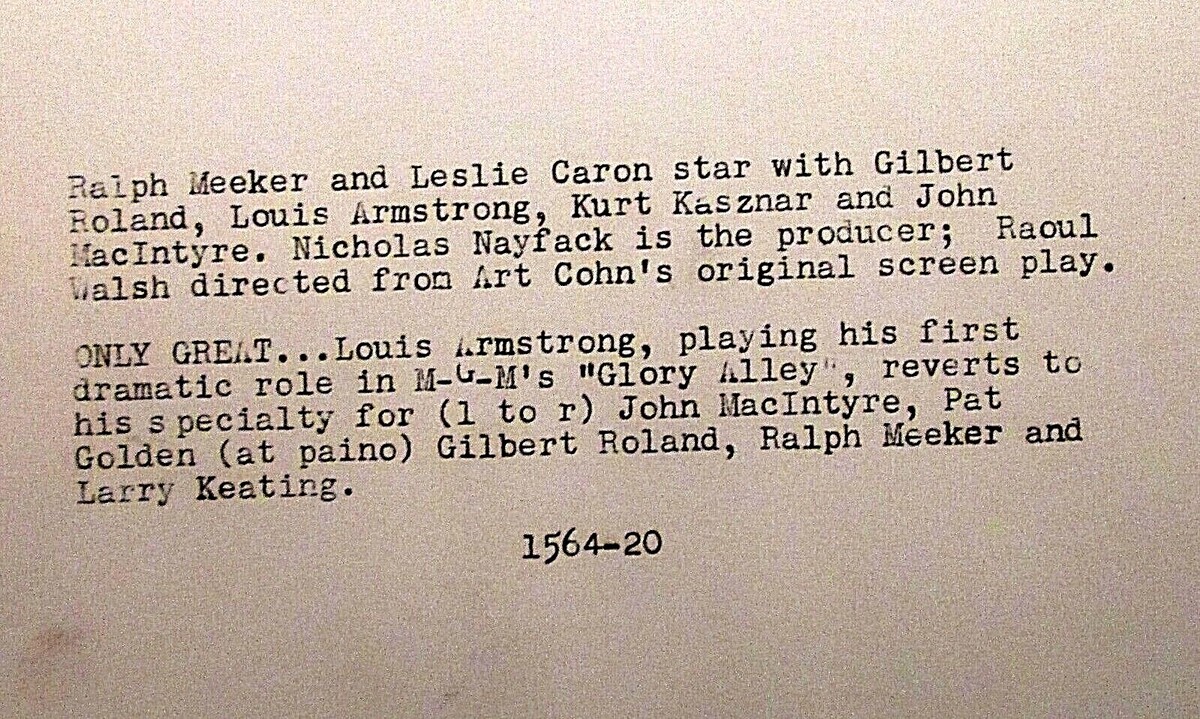 Ralph Meeker and Leslie Caron star with Gilbert
Roland, Louis Armstrong, Kurt Kasznar and John
MacIntyre. Nicholas Nayfack is the producer;  Raoul
Walsh directed from Art Cohn's original screen play.
ONLY GREAT...Louis Armstrong, playing his first
dramatic role in M-G-M's "Glory Alley", reverts to
his s pecialty for (l to r) John MacIntyre, Pat
Golden (at paino) Gilbert Roland, Ralph Meeker and
Larry Keating.
1564-20